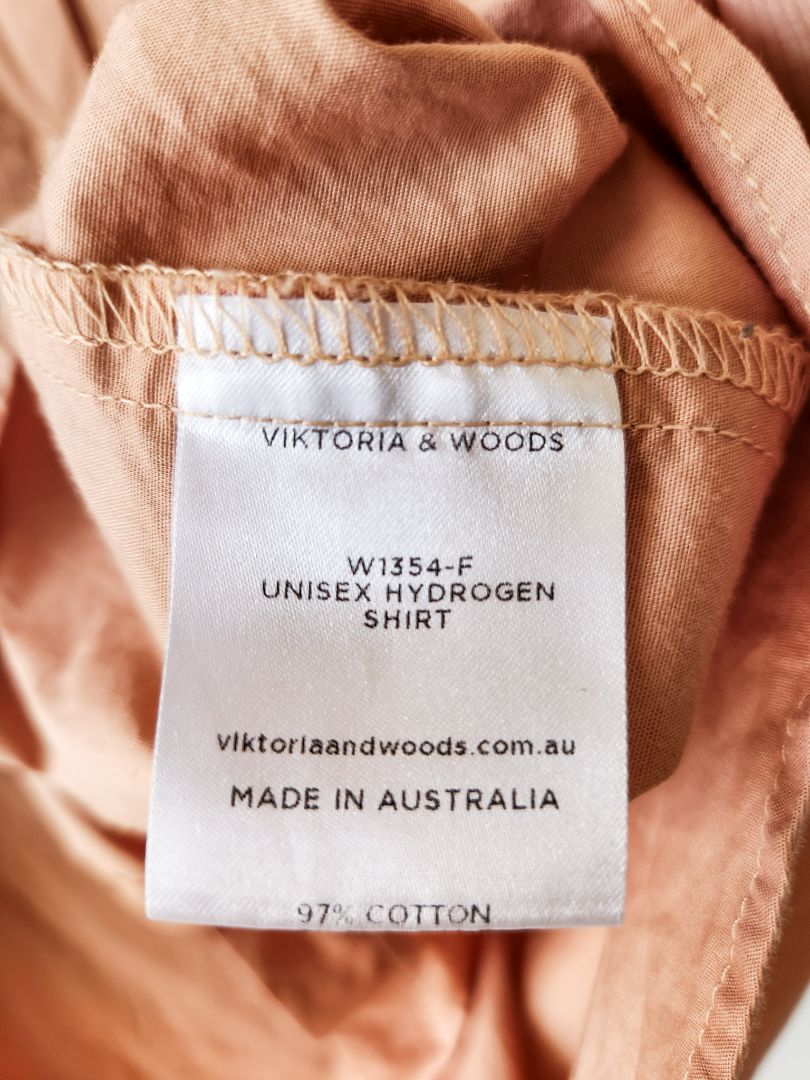 VIKTORIA & WOODS
W1354-F
UNISEX HYDROGEN
SHIRT
viktoriaandwoods.com.au
MADE IN AUSTRALIA
97% COTTON